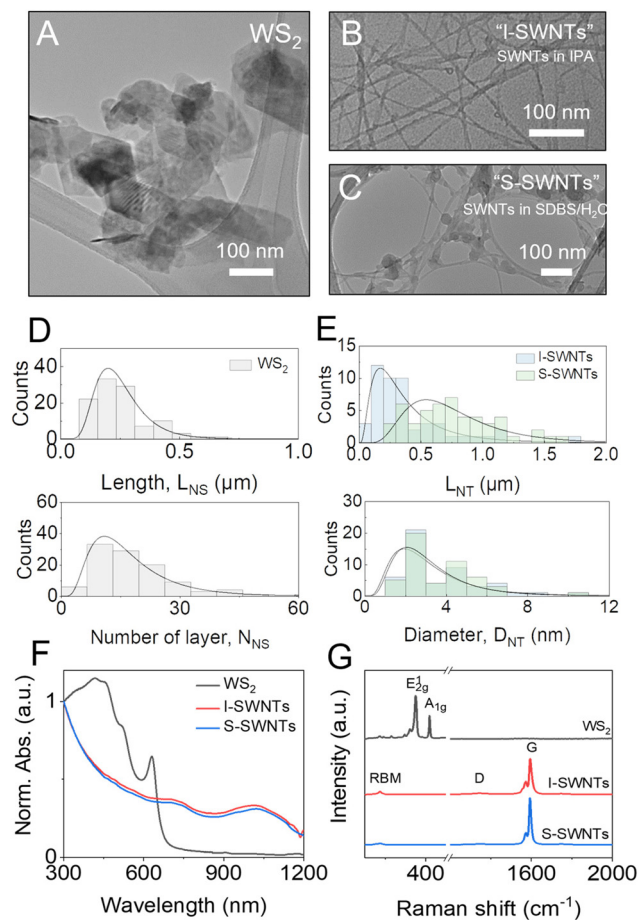 A
WS2
100 nm
B
"I-SWNTs"
SWNTs in IPA
100 nm
C
"S-SWNTs"
SWNTs in SDBS/H2O
100 nm
D
Counts
40
20
0
WS2
0.0
0.5
1.0
Length, LNS (μm)
Counts
60
40
20
0
0
30
60
Number of layer, NNS
E
Counts
15
10
5
0
I-SWNTs
S-SWNTs
0.0
0.5
1.0
1.5
2.0
LNT (μm)
Counts
30
20
10
0
0
4
8
12
Diameter, DNT (nm)
F
Norm. Abs. (a.u.)
1
0
WS2
I-SWNTs
S-SWNTs
300
600
900
1200
Wavelength (nm)
G
Intensity (a.u.)
E12g
A1g
WS2
RBM
D
G
I-SWNTs
S-SWNTs
400
1600
2000
Raman shift (cm-1)